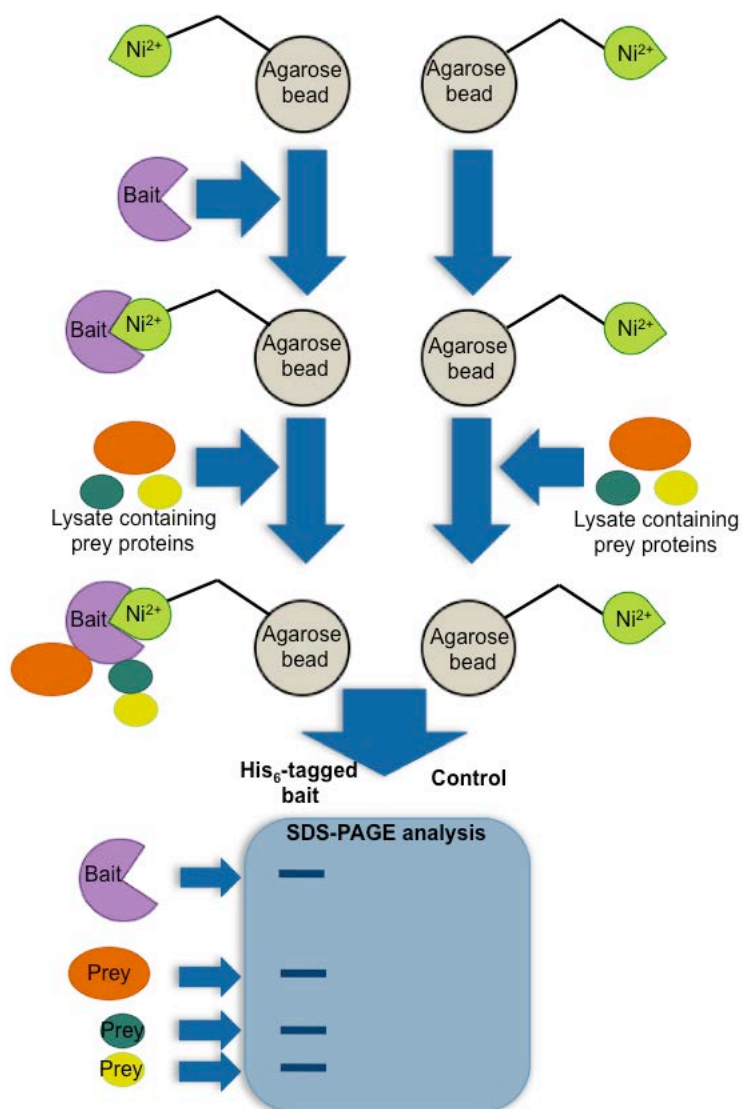 Ni²⁺
Agarose
bead
Agarose
bead
Ni²⁺
Bait
Bait
Ni²⁺
Agarose
bead
Agarose
bead
Ni²⁺
Lysate containing
prey proteins
Lysate containing
prey proteins
Bait
Ni²⁺
Agarose
bead
Agarose
bead
Ni²⁺
His₆-tagged
bait
Control
SDS-PAGE analysis
Bait
Prey
Prey
Prey